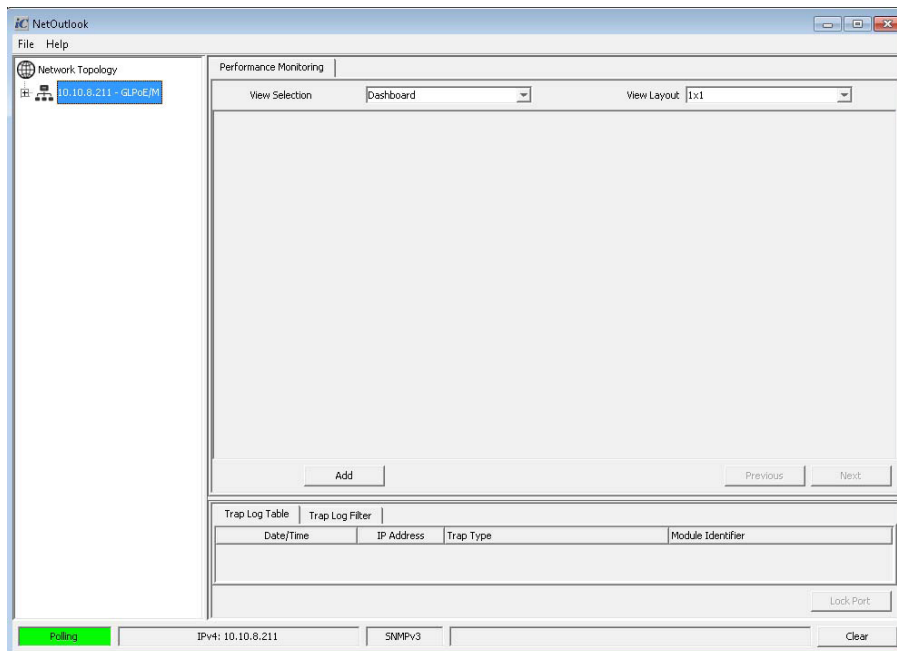 iC NetOutlook
File Help
Network Topology
10.10.8.211 - GLPoE/M
Performance Monitoring
View Selection Dashboard View Layout 1x1
Add Previous Next
Trap Log Table Trap Log Filter
Date/Time IP Address Trap Type Module Identifier
Lock Port
Polling IPv4: 10.10.8.211 SNMPv3 Clear